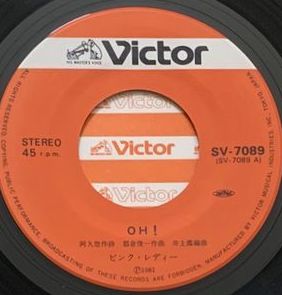 "HIS MASTER'S VOICE"
Victor
STEREO
45 r.p.m.
SV-7089
(SV-7089 A)
Victor
OH!
阿久悠作詞 都倉俊一作曲 井上鑑編曲
ピンク・レディー
Ⓟ1981
ALL RIGHTS RESERVED. COPYING, PUBLIC PERFORMANCE, BROADCASTING OF THESE RECORDS ARE FORBIDDEN. MANUFACTURED BY VICTOR MUSICAL INDUSTRIES, INC. TOKYO JAPAN